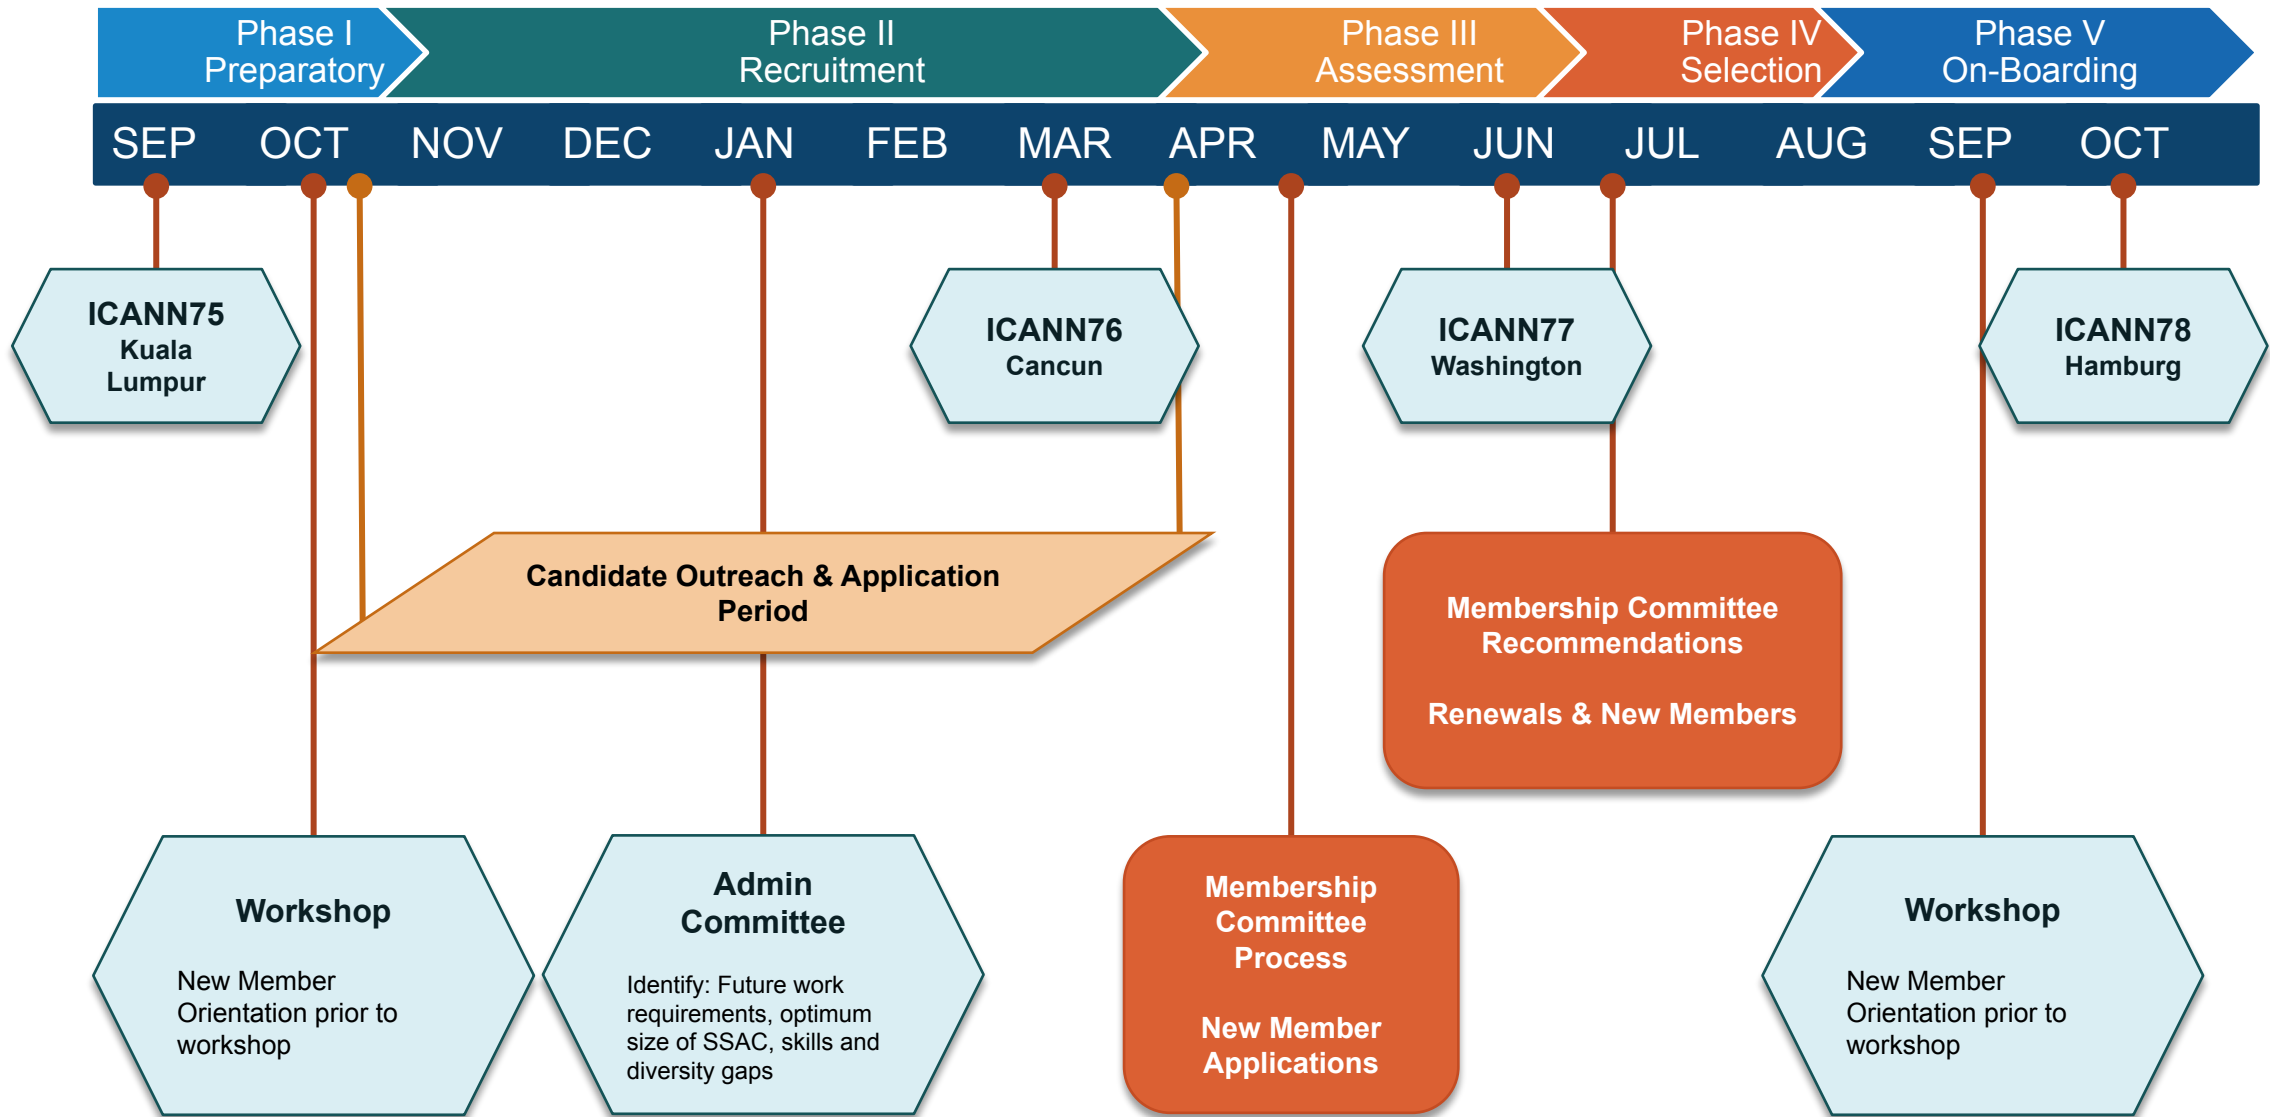 Phase I
Preparatory
Phase II
Recruitment
Phase III
Assessment
Phase IV
Selection
Phase V
On-Boarding
SEP OCT NOV DEC JAN FEB MAR APR MAY JUN JUL AUG SEP OCT
ICANN75
Kuala
Lumpur
ICANN76
Cancun
ICANN77
Washington
ICANN78
Hamburg
Candidate Outreach & Application
Period
Membership Committee
Recommendations
Renewals & New Members
Workshop
New Member
Orientation prior to
workshop
Admin
Committee
Identify: Future work
requirements, optimum
size of SSAC, skills and
diversity gaps
Membership
Committee
Process
New Member
Applications
Workshop
New Member
Orientation prior to
workshop